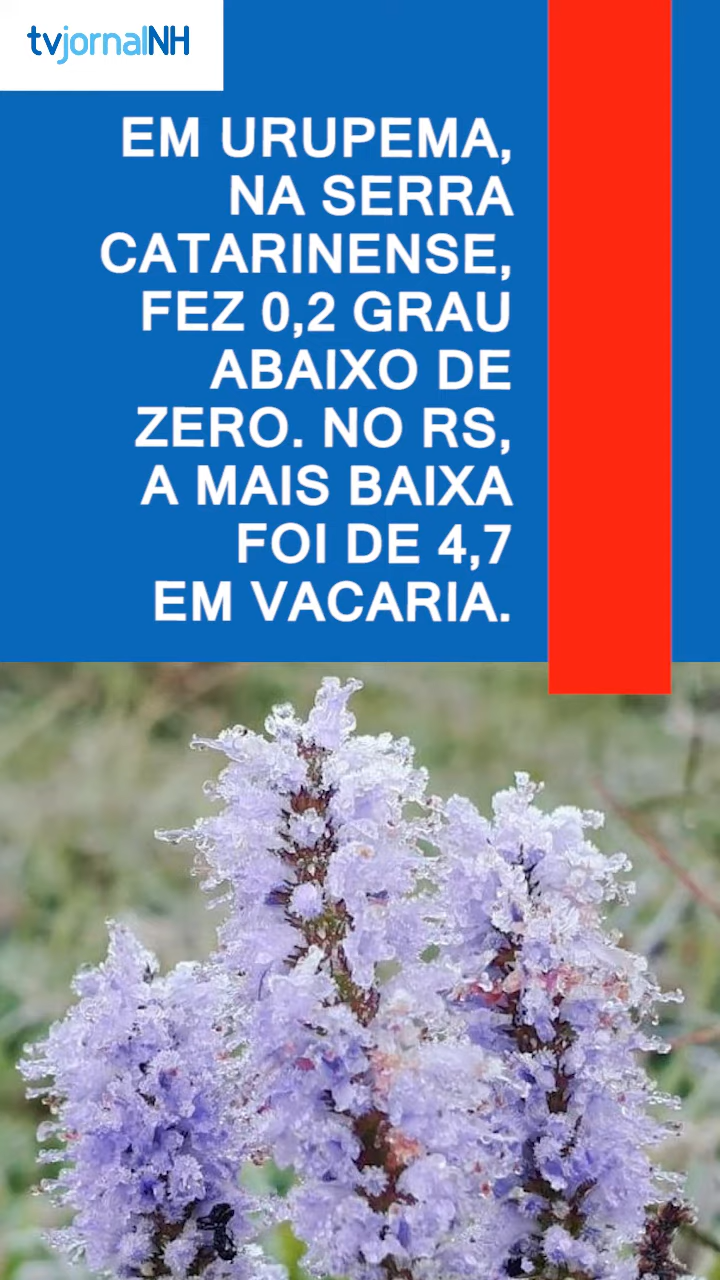 tvjornalNH
EM URUPEMA,
NA SERRA
CATARINENSE,
FEZ 0,2 GRAU
ABAIXO DE
ZERO. NO RS,
A MAIS BAIXA
FOI DE 4,7
EM VACARIA.